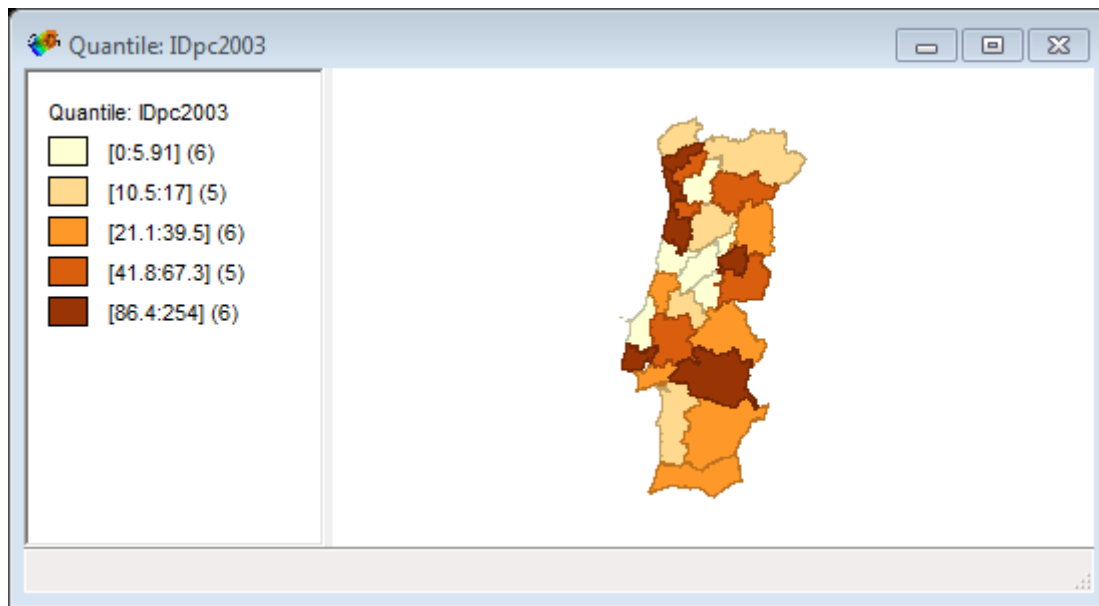 Quantile: IDpc2003
Quantile: IDpc2003
[0:5.91] (6)
[10.5:17] (5)
[21.1:39.5] (6)
[41.8:67.3] (5)
[86.4:254] (6)